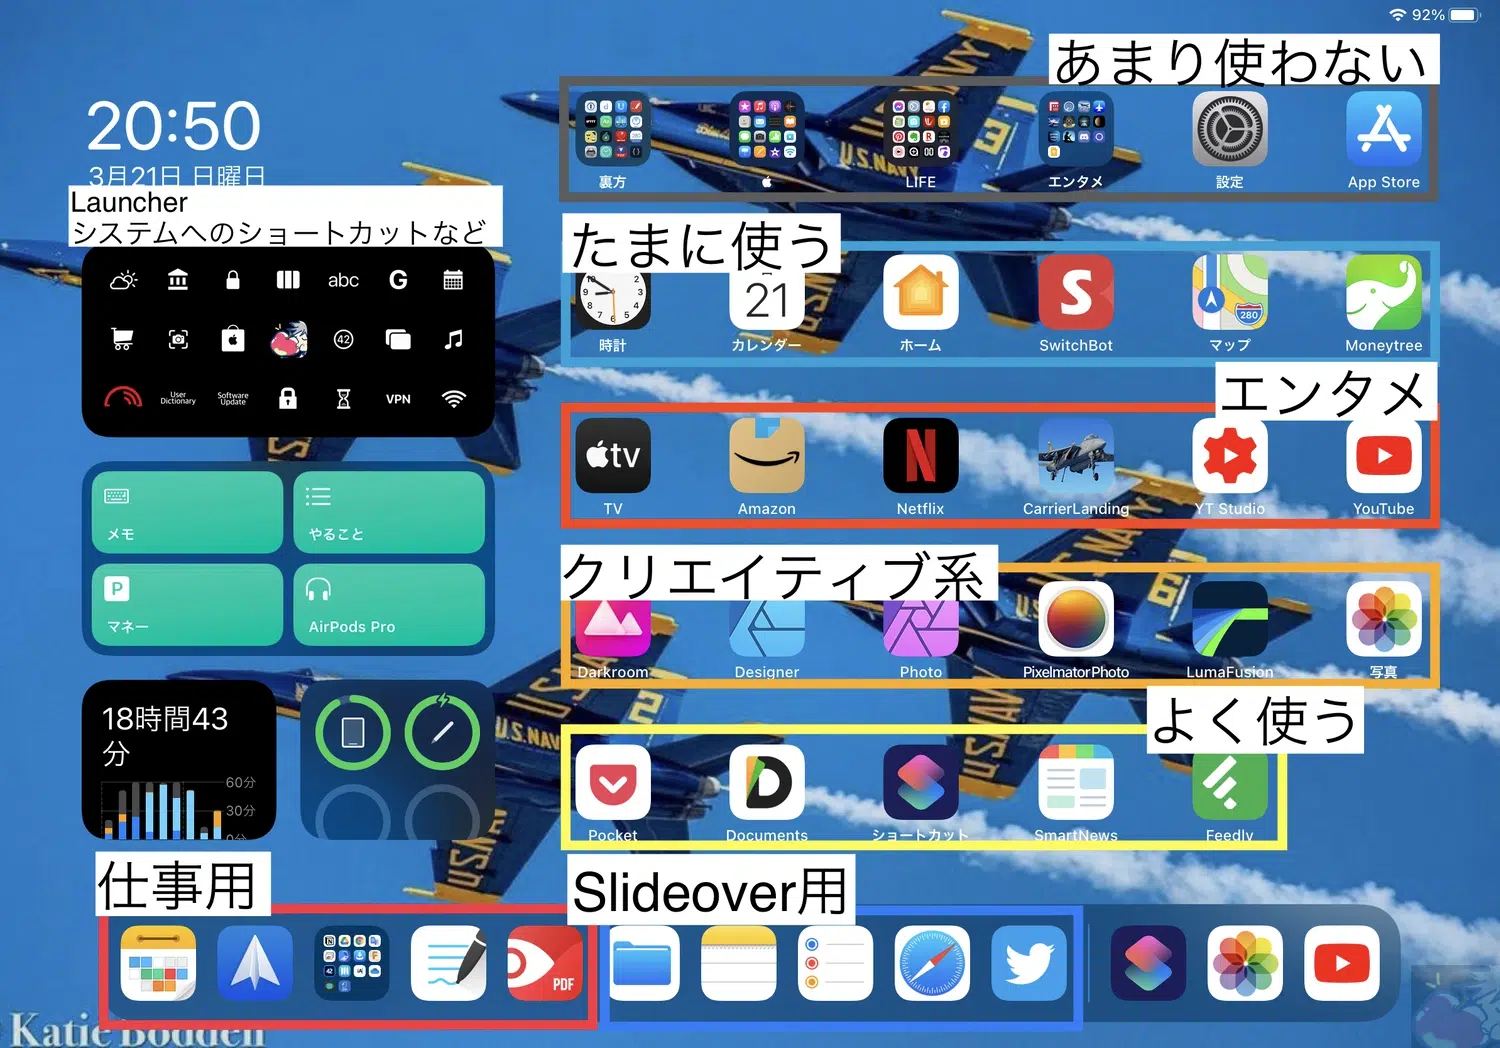 92%
あまり使わない
20:50
3月21日 日曜日
Launcher
システムへのショートカットなど
裏方
LIFE
エンタメ
設定
App Store
たまに使う
21
280
時計
カレンダー
ホーム
SwitchBot
マップ
Moneytree
abc
G
42
User
Dictionary
Software
Update
VPN
エンタメ
tv
TV
Amazon
Netflix
CarrierLanding
YT Studio
YouTube
メモ
やること
P
マネー
AirPods Pro
クリエイティブ系
Darkroom
Designer
Photo
PixelmatorPhoto
LumaFusion
写真
18時間43
分
60分
30分
0分
よく使う
Pocket
Documents
ショートカット
SmartNews
Feedly
仕事用
Slideover用
PDF
U.S.NAVY
Katie Bodden